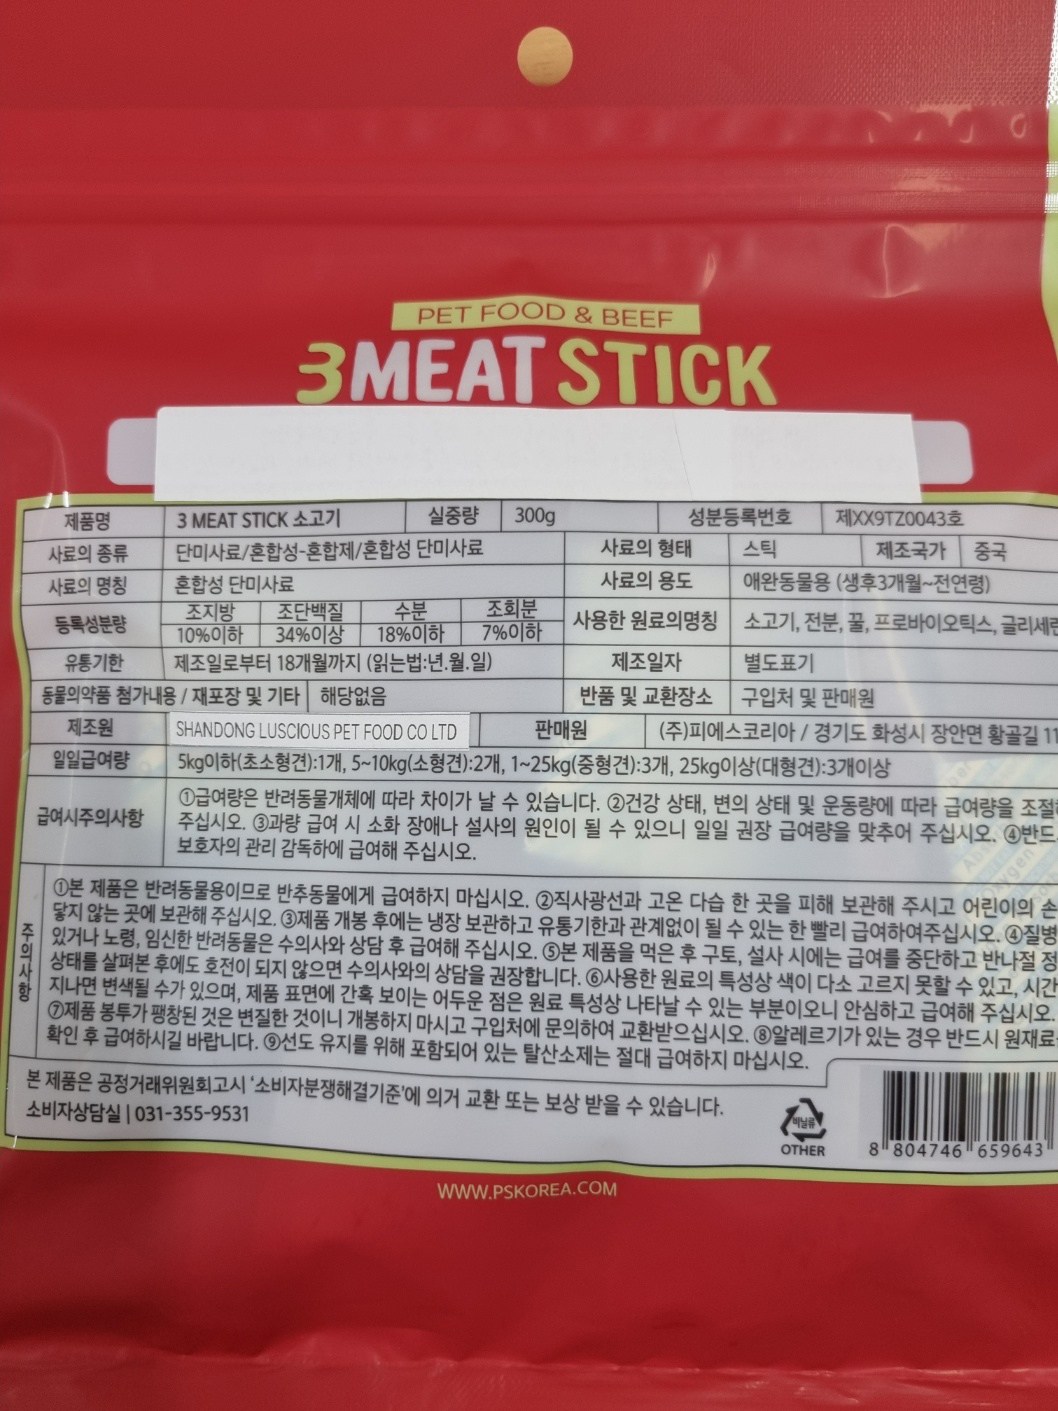 PET FOOD & BEEF
3MEAT STICK
제품명 3 MEAT STICK 소고기 실중량 300g 성분등록번호 제XX9TZ0043호
사료의 종류 단미사료/혼합성-혼합제/혼합성 단미사료 사료의 형태 스틱 제조국가 중국
사료의 명칭 혼합성 단미사료 사료의 용도 애완동물용 (생후3개월~전연령)
등록성분량 조지방 조단백질 수분 조회분 사용한 원료의명칭 소고기, 전분, 꿀, 프로바이오틱스, 글리세린
10%이하 34%이상 18%이하 7%이하
유통기한 제조일로부터 18개월까지 (읽는법:년.월.일) 제조일자 별도표기
동물의약품 첨가내용 / 재포장 및 기타 해당없음 반품 및 교환장소 구입처 및 판매원
제조원 SHANDONG LUSCIOUS PET FOOD CO LTD 판매원 (주)피에스코리아 / 경기도 화성시 장안면 황골길 11
일일급여량 5kg이하(초소형견):1개, 5~10kg(소형견):2개, 1~25kg(중형견):3개, 25kg이상(대형견):3개이상
급여시주의사항 ①급여량은 반려동물개체에 따라 차이가 날 수 있습니다. ②건강 상태, 변의 상태 및 운동량에 따라 급여량을 조절
주십시오. ③과량 급여 시 소화 장애나 설사의 원인이 될 수 있으니 일일 권장 급여량을 맞추어 주십시오. ④반드
보호자의 관리 감독하에 급여해 주십시오.
주의사항 ①본 제품은 반려동물용이므로 반추동물에게 급여하지 마십시오. ②직사광선과 고온 다습 한 곳을 피해 보관해 주시고 어린이의 손
닿지 않는 곳에 보관해 주십시오. ③제품 개봉 후에는 냉장 보관하고 유통기한과 관계없이 될 수 있는 한 빨리 급여하여주십시오. ④질병
있거나 노령, 임신한 반려동물은 수의사와 상담 후 급여해 주십시오. ⑤본 제품을 먹은 후 구토, 설사 시에는 급여를 중단하고 반나절 정
상태를 살펴본 후에도 호전이 되지 않으면 수의사와의 상담을 권장합니다. ⑥사용한 원료의 특성상 색이 다소 고르지 못할 수 있고, 시간
지나면 변색될 수가 있으며, 제품 표면에 간혹 보이는 어두운 점은 원료 특성상 나타날 수 있는 부분이오니 안심하고 급여해 주십시오.
⑦제품 봉투가 팽창된 것은 변질한 것이니 개봉하지 마시고 구입처에 문의하여 교환받으십시오. ⑧알레르기가 있는 경우 반드시 원재료
확인 후 급여하시길 바랍니다. ⑨선도 유지를 위해 포함되어 있는 탈산소제는 절대 급여하지 마십시오.
본 제품은 공정거래위원회고시 '소비자분쟁해결기준'에 의거 교환 또는 보상 받을 수 있습니다.
소비자상담실 | 031-355-9531
비닐류
OTHER
8 804746 659643
WWW.PSKOREA.COM